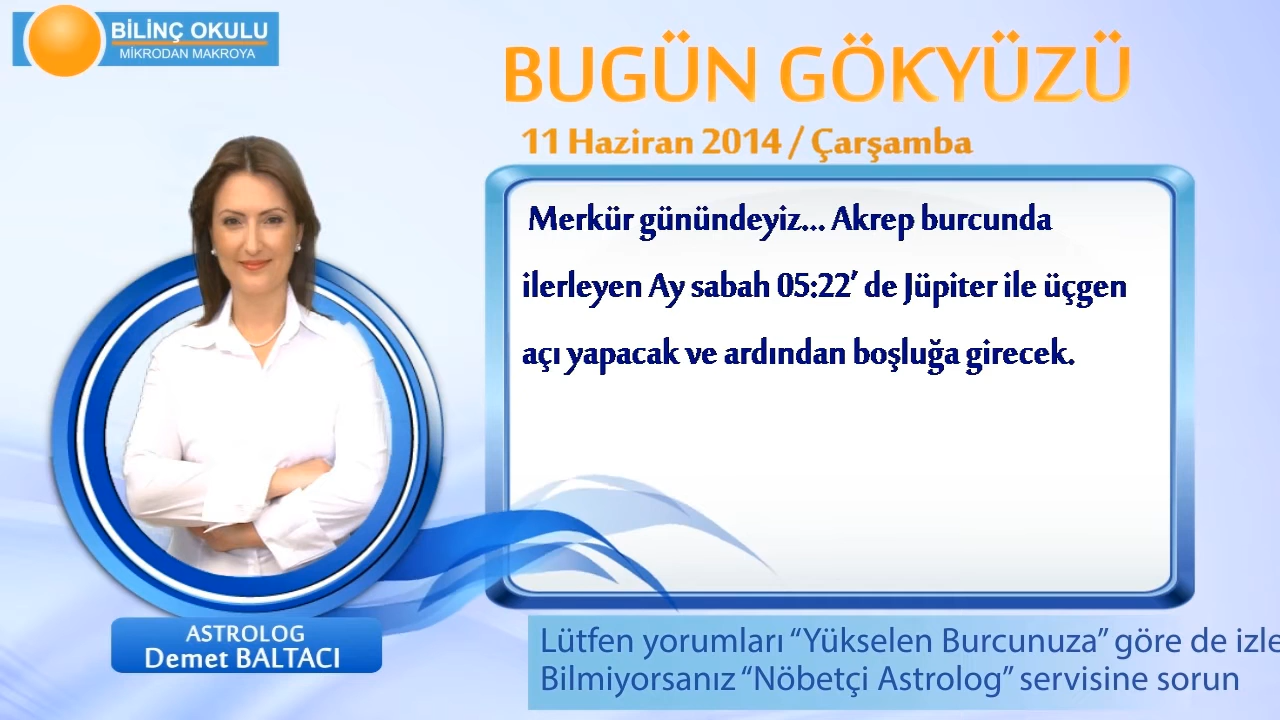 BİLİNÇ OKULU
MİKRODAN MAKROYA
BUGÜN GÖKYÜZÜ
11 Haziran 2014 / Çarşamba
Merkür günündeyiz... Akrep burcunda
ilerleyen Ay sabah 05:22' de Jüpiter ile üçgen
açı yapacak ve ardından boşluğa girecek.
ASTROLOG
Demet BALTACI
Lütfen yorumları “Yükselen Burcunuza” göre de izle
Bilmiyorsanız “Nöbetçi Astrolog” servisine sorun